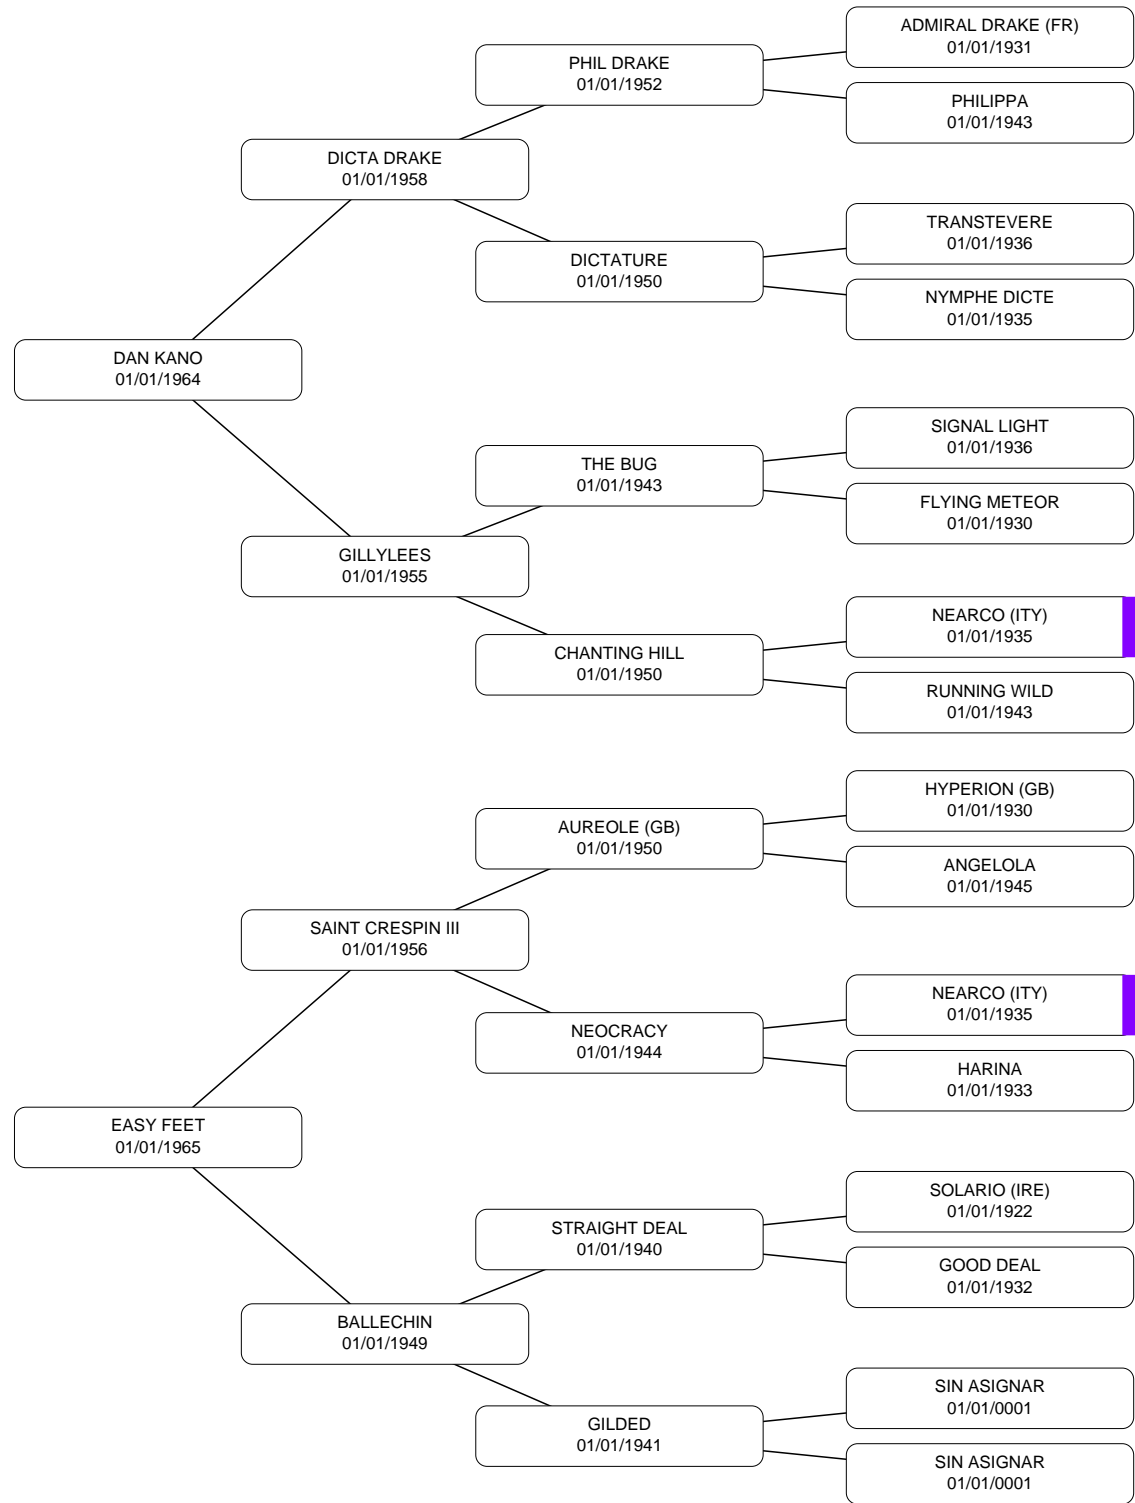 ADMIRAL DRAKE (FR)
01/01/1931
PHIL DRAKE
01/01/1952
PHILIPPA
01/01/1943
DICTA DRAKE
01/01/1958
TRANSTEVERE
01/01/1936
DICTATURE
01/01/1950
NYMPHE DICTE
01/01/1935
DAN KANO
01/01/1964
SIGNAL LIGHT
01/01/1936
THE BUG
01/01/1943
FLYING METEOR
01/01/1930
GILLYLEES
01/01/1955
NEARCO (ITY)
01/01/1935
CHANTING HILL
01/01/1950
RUNNING WILD
01/01/1943
HYPERION (GB)
01/01/1930
AUREOLE (GB)
01/01/1950
ANGELOLA
01/01/1945
SAINT CRESPIN III
01/01/1956
NEARCO (ITY)
01/01/1935
NEOCRACY
01/01/1944
HARINA
01/01/1933
EASY FEET
01/01/1965
SOLARIO (IRE)
01/01/1922
STRAIGHT DEAL
01/01/1940
GOOD DEAL
01/01/1932
BALLECHIN
01/01/1949
SIN ASIGNAR
01/01/0001
GILDED
01/01/1941
SIN ASIGNAR
01/01/0001